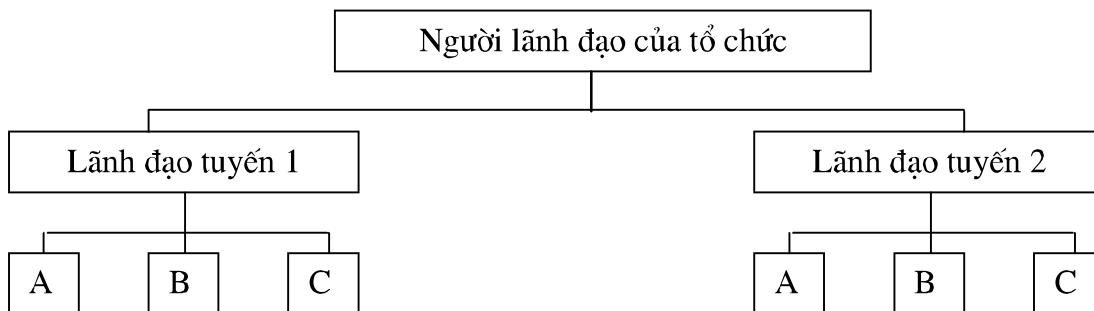 Người lãnh đạo của tổ chức
Lãnh đạo tuyến 1
Lãnh đạo tuyến 2
A B C
A B C